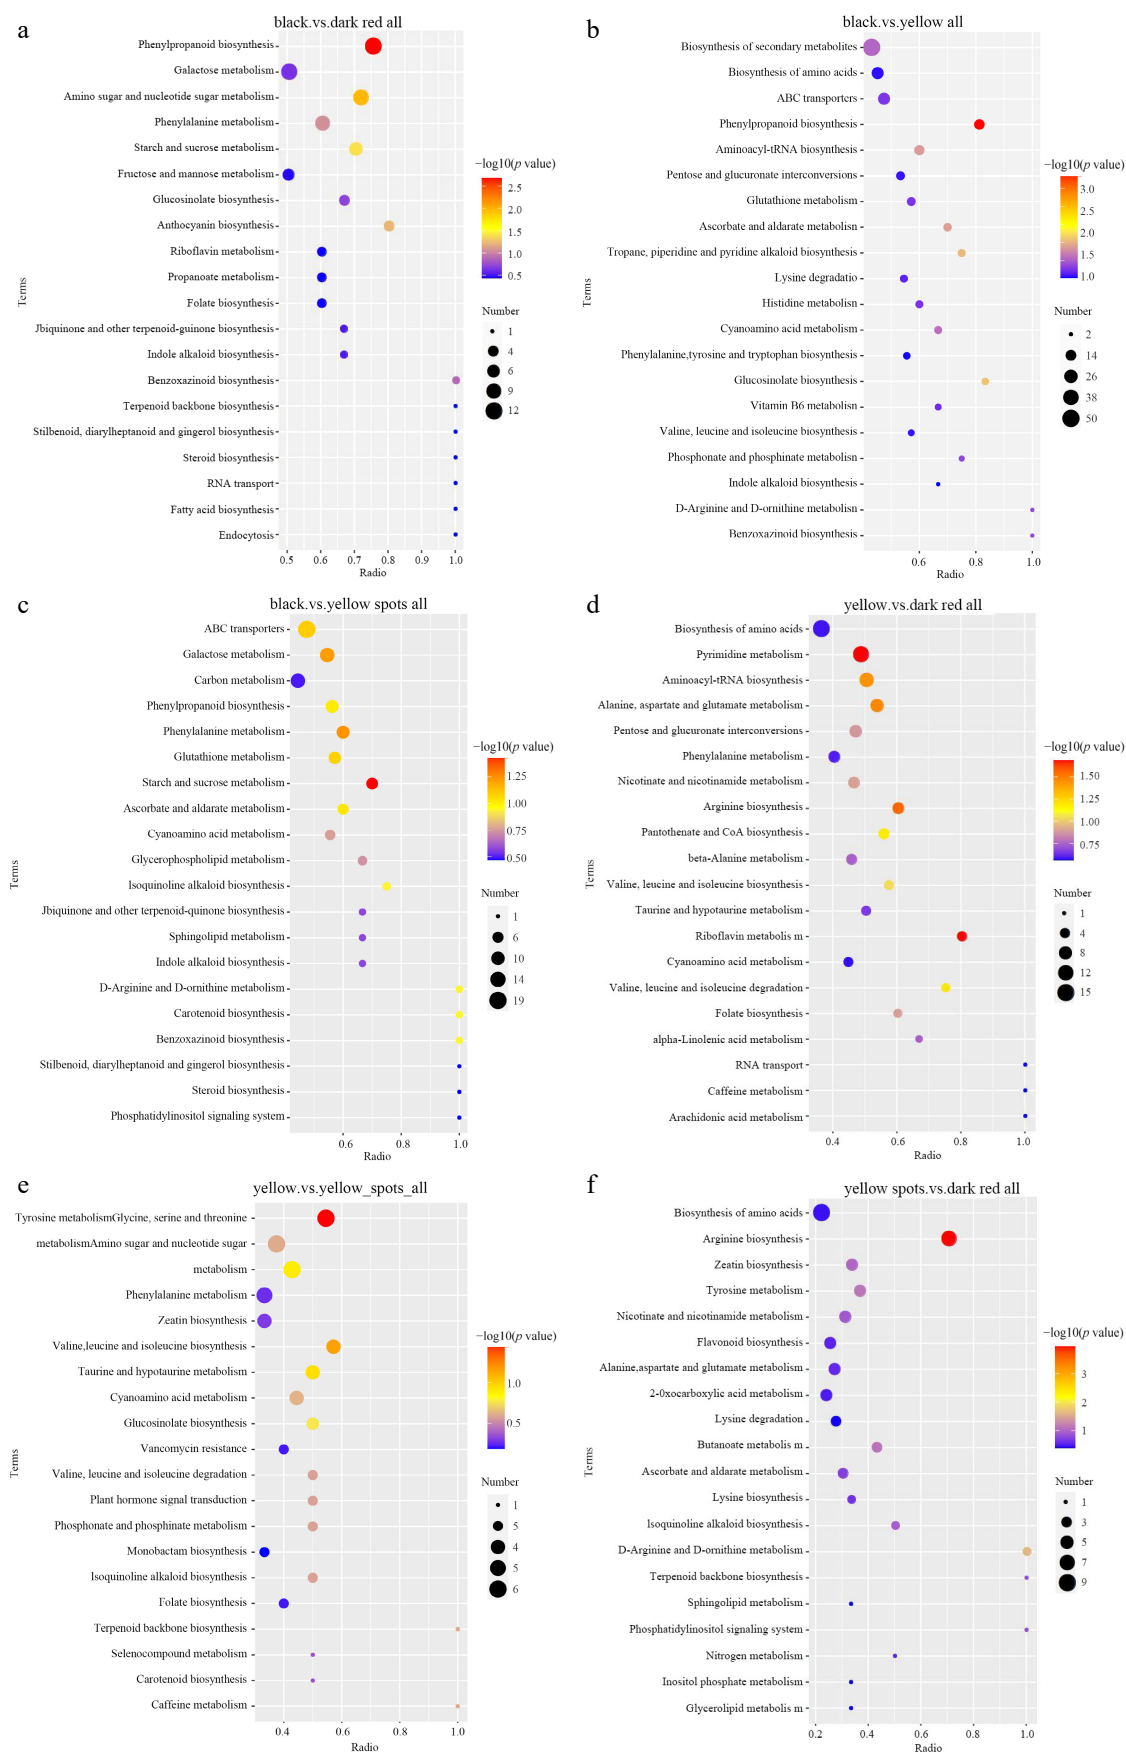 a
black.vs.dark red all
Phenylpropanoid biosynthesis
Galactose metabolism
Amino sugar and nucleotide sugar metabolism
Phenylalanine metabolism
Starch and sucrose metabolism
Fructose and mannose metabolism
Glucosinolate biosynthesis
Anthocyanin biosynthesis
Riboflavin metabolism
Propanoate metabolism
Folate biosynthesis
Jbiquinone and other terpenoid-guinone biosynthesis
Indole alkaloid biosynthesis
Benzoxazinoid biosynthesis
Terpenoid backbone biosynthesis
Stilbenoid, diarylheptanoid and gingerol biosynthesis
Steroid biosynthesis
RNA transport
Fatty acid biosynthesis
Endocytosis
Terms
0.5 0.6 0.7 0.8 0.9 1.0
Radio
−log10(p value)
2.5
2.0
1.5
1.0
0.5
Number
1
4
6
9
12
b
black.vs.yellow all
Biosynthesis of secondary metabolites
Biosynthesis of amino acids
ABC transporters
Phenylpropanoid biosynthesis
Aminoacyl-tRNA biosynthesis
Pentose and glucuronate interconversions
Glutathione metabolism
Ascorbate and aldarate metabolism
Tropane, piperidine and pyridine alkaloid biosynthesis
Lysine degradatio
Histidine metabolism
Cyanoamino acid metabolism
Phenylalanine,tyrosine and tryptophan biosynthesis
Glucosinolate biosynthesis
Vitamin B6 metabolisn
Valine, leucine and isoleucine biosynthesis
Phosphonate and phosphinate metabolisn
Indole alkaloid biosynthesis
D-Arginine and D-ornithine metabolisn
Benzoxazinoid biosynthesis
Terms
0.6 0.8 1.0
Radio
−log10(p value)
3.0
2.5
2.0
1.5
1.0
Number
2
14
26
38
50
c
black.vs.yellow spots all
ABC transporters
Galactose metabolism
Carbon metabolism
Phenylpropanoid biosynthesis
Phenylalanine metabolism
Glutathione metabolism
Starch and sucrose metabolism
Ascorbate and aldarate metabolism
Cyanoamino acid metabolism
Glycerophospholipid metabolism
lsoquinoline alkaloid biosynthesis
Jbiquinone and other terpenoid-quinone biosynthesis
Sphingolipid metabolism
Indole alkaloid biosynthesis
D-Arginine and D-ornithine metabolism
Carotenoid biosynthesis
Benzoxazinoid biosynthesis
Stilbenoid, diarylheptanoid and gingerol biosynthesis
Steroid biosynthesis
Phosphatidylinositol signaling system
Terms
0.6 0.8 1.0
Radio
−log10(p value)
1.25
1.00
0.75
0.50
Number
1
6
10
14
19
d
yellow.vs.dark red all
Biosynthesis of amino acids
Pyrimidine metabolism
Aminoacyl-tRNA biosynthesis
Alanine, aspartate and glutamate metabolism
Pentose and glucuronate interconversions
Phenylalanine metabolism
Nicotinate and nicotinamide metabolism
Arginine biosynthesis
Pantothenate and CoA biosynthesis
beta-Alanine metabolism
Valine, leucine and isoleucine biosynthesis
Taurine and hypotaurine metabolism
Riboflavin metabolis m
Cyanoamino acid metabolism
Valine, leucine and isoleucine degradation
Folate biosynthesis
alpha-Linolenic acid metabolism
RNA transport
Caffeine metabolism
Arachidonic acid metabolism
Terms
0.4 0.6 0.8 1.0
Radio
−log10(p value)
1.50
1.25
1.00
0.75
Number
1
4
8
12
15
e
yellow.vs.yellow_spots_all
Tyrosine metabolismGlycine, serine and threonine
metabolismAmino sugar and nucleotide sugar
metabolism
Phenylalanine metabolism
Zeatin biosynthesis
Valine,leucine and isoleucine biosynthesis
Taurine and hypotaurine metabolism
Cyanoamino acid metabolism
Glucosinolate biosynthesis
Vancomycin resistance
Valine, leucine and isoleucine degradation
Plant hormone signal transduction
Phosphonate and phosphinate metabolism
Monobactam biosynthesis
lsoquinoline alkaloid biosynthesis
Folate biosynthesis
Terpenoid backbone biosynthesis
Selenocompound metabolism
Carotenoid biosynthesis
Caffeine metabolism
Terms
0.4 0.6 0.8 1.0
Radio
−log10(p value)
1.0
0.5
Number
1
5
4
5
6
f
yellow spots.vs.dark red all
Biosynthesis of amino acids
Arginine biosynthesis
Zeatin biosynthesis
Tyrosine metabolism
Nicotinate and nicotinamide metabolism
Flavonoid biosynthesis
Alanine,aspartate and glutamate metabolism
2-0xocarboxylic acid metabolism
Lysine degradation
Butanoate metabolis m
Ascorbate and aldarate metabolism
Lysine biosynthesis
lsoquinoline alkaloid biosynthesis
D-Arginine and D-ornithine metabolism
Terpenoid backbone biosynthesis
Sphingolipid metabolism
Phosphatidylinositol signaling system
Nitrogen metabolism
Inositol phosphate metabolism
Glycerolipid metabolis m
Terms
0.2 0.4 0.6 0.8 1.0
Radio
−log10(p value)
3
2
1
Number
1
3
5
7
9